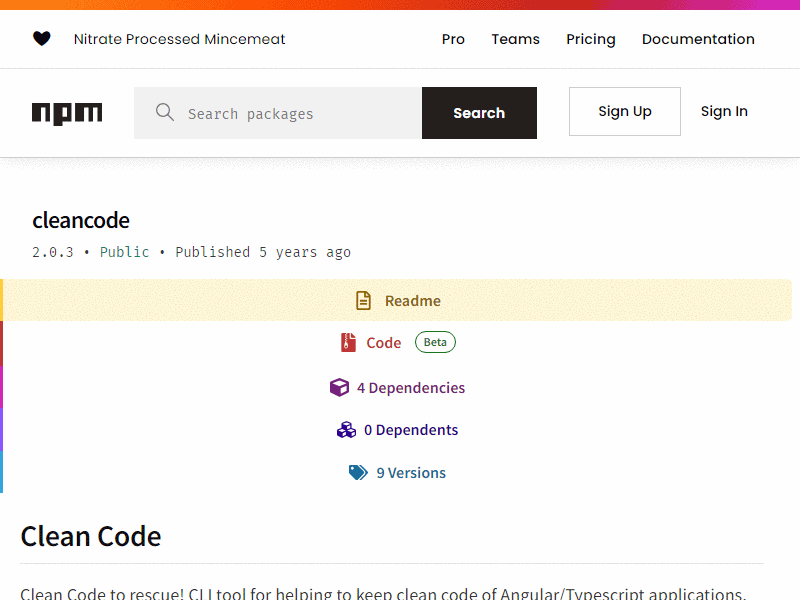 Nitrate Processed Mincemeat
Pro Teams Pricing Documentation
npm
Search packages
Search
Sign Up
Sign In
cleancode
2.0.3 • Public • Published 5 years ago
Readme
Code Beta
4 Dependencies
0 Dependents
9 Versions
Clean Code
Clean Code to rescue! CLI tool for helping to keep clean code of Angular/Typescript applications.